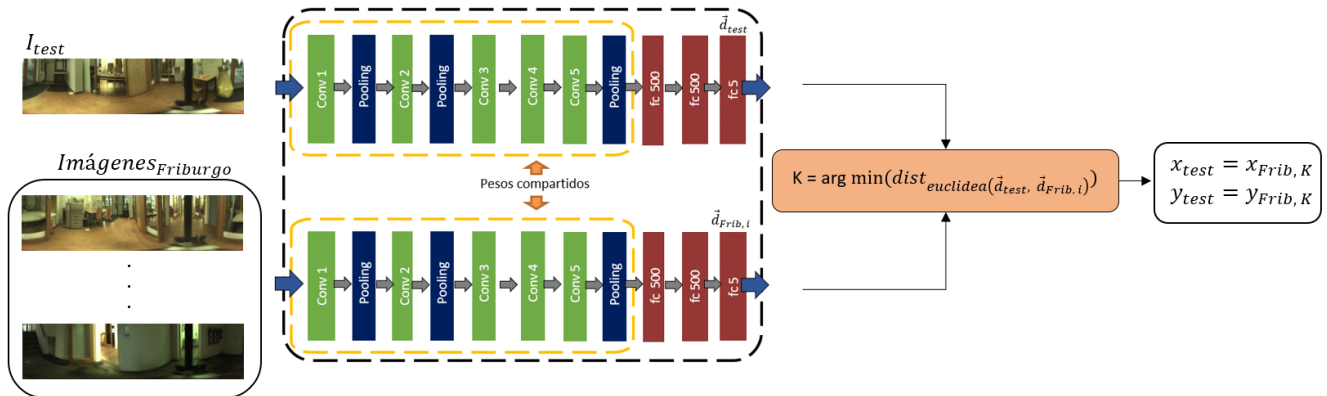 I_test
Imágenes_Friburgo
.
.
.
Conv 1
Pooling
Conv 2
Pooling
Conv 3
Conv 4
Conv 5
Pooling
fc 500
fc 500
fc 5
d⃗_test
Pesos compartidos
Conv 1
Pooling
Conv 2
Pooling
Conv 3
Conv 4
Conv 5
Pooling
fc 500
fc 500
fc 5
d⃗_Frib, i
K = arg min(dist_euclidea(d⃗_test, d⃗_Frib, i))
x_test = x_Frib, K
y_test = y_Frib, K